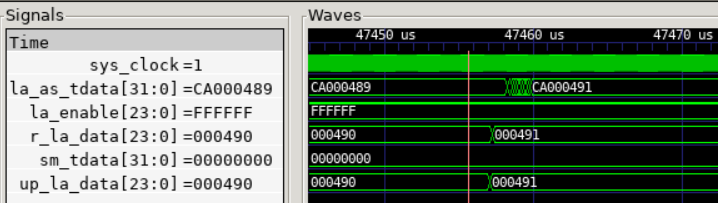 Signals
Waves
Time
47450 us 47460 us 47470 us
sys_clock =1
la_as_tdata[31:0] =CA000489 CA000489 CA000491
la_enable[23:0] =FFFFFF FFFFFF
r_la_data[23:0] =000490 000490 000491
sm_tdata[31:0] =00000000 00000000
up_la_data[23:0] =000490 000490 000491